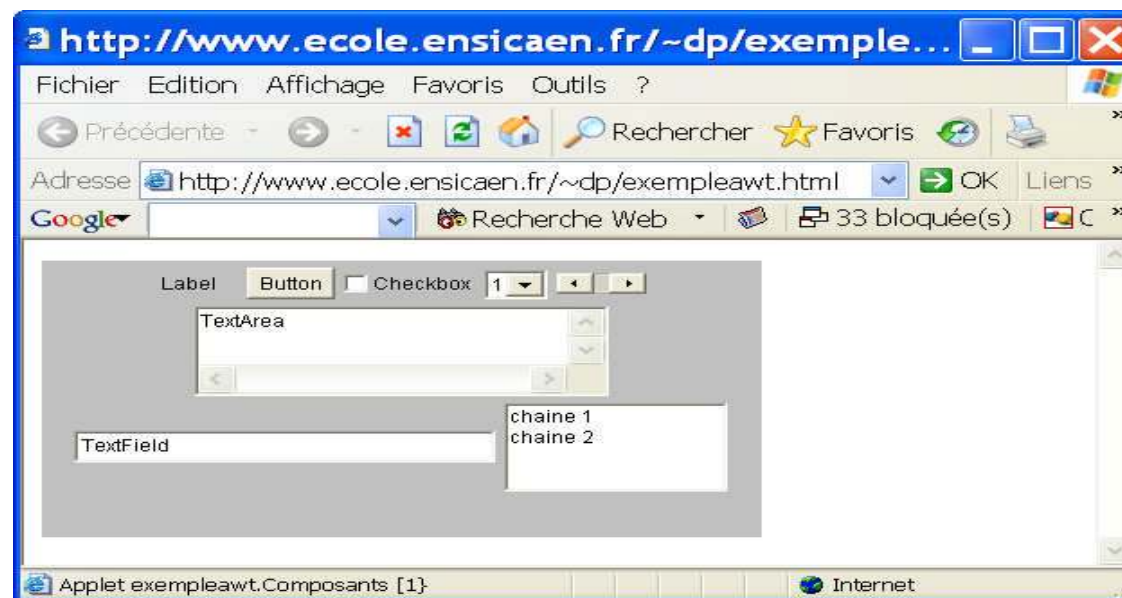 http://www.ecole.ensicaen.fr/~dp/exemple...
Fichier Edition Affichage Favoris Outils ?
Précédente Rechercher Favoris »
Adresse http://www.ecole.ensicaen.fr/~dp/exempleawt.html OK Liens »
Google Recherche Web 33 bloquée(s) C »
Label Button Checkbox 1
TextArea
chaine 1
chaine 2
TextField
Applet exempleawt.Composants [1} Internet